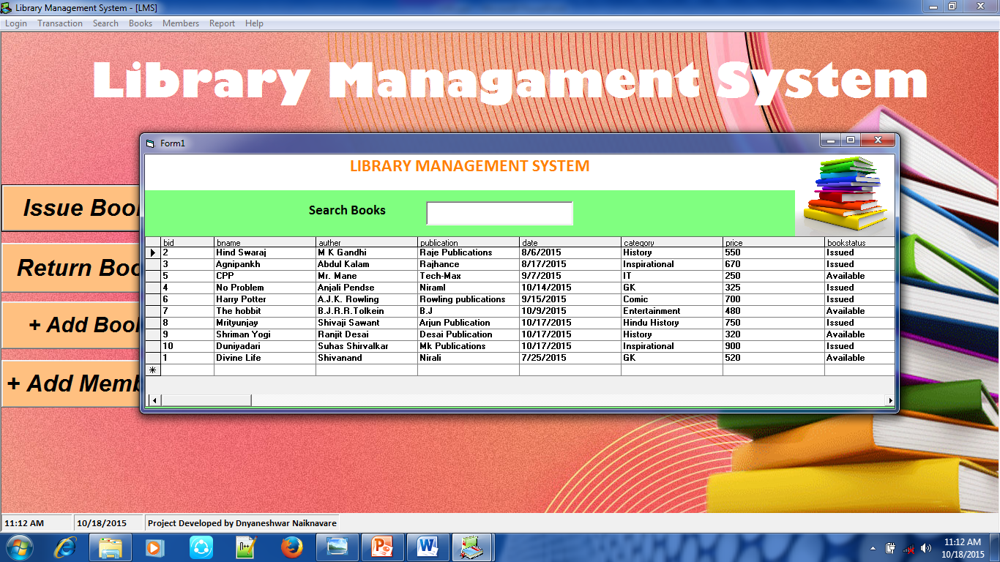 Library Management System - [LMS]
Login Transaction Search Books Members Report Help
Library Managament System
Form1
LIBRARY MANAGEMENT SYSTEM
Search Books
bid bname auther publication date category price bookstatus
2 Hind Swaraj M K Gandhi Raje Publications 8/6/2015 History 550 Issued
3 Agnipankh Abdul Kalam Rajhance 8/17/2015 Inspirational 670 Issued
5 CPP Mr. Mane Tech-Max 9/7/2015 IT 250 Available
4 No Problem Anjali Pendse Niraml 10/14/2015 GK 325 Issued
6 Harry Potter A.J.K. Rowling Rowling publications 9/15/2015 Comic 700 Issued
7 The hobbit B.J.R.R.Tolkein B.J 10/9/2015 Entertainment 480 Available
8 Mrityunjay Shivaji Sawant Arjun Publication 10/17/2015 Hindu History 750 Issued
9 Shriman Yogi Ranjit Desai Desai Publication 10/17/2015 History 320 Available
10 Duniyadari Suhas Shirvalkar Mk Publications 10/17/2015 Inspirational 900 Issued
1 Divine Life Shivanand Nirali 7/25/2015 GK 520 Available
Issue Boo
Return Boo
+ Add Boo
+ Add Memb
11:12 AM 10/18/2015 Project Developed by Dnyaneshwar Naiknavare
11:12 AM
10/18/2015